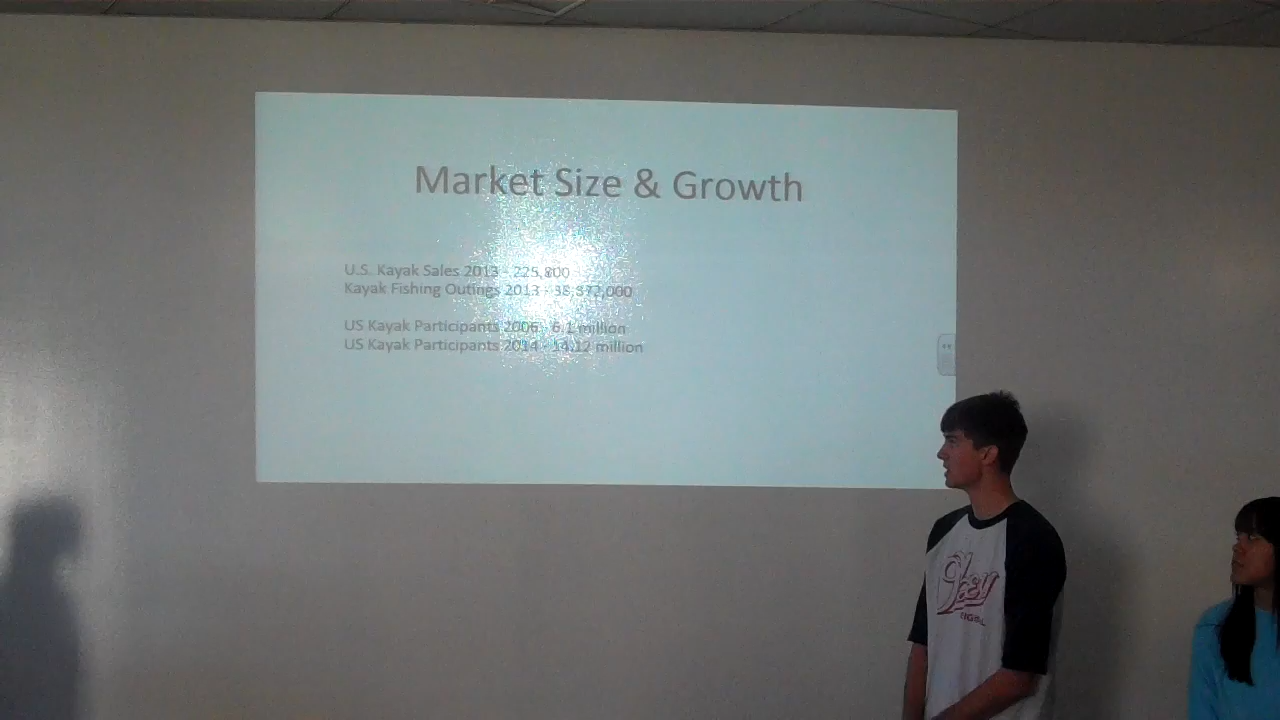 Market Size & Growth
U.S. Kayak Sales 2013 - 225,800
Kayak Fishing Outings 2013 - 38,372,000
US Kayak Participants 2006 - 6.1 million
US Kayak Participants 2014 - 14.12 million